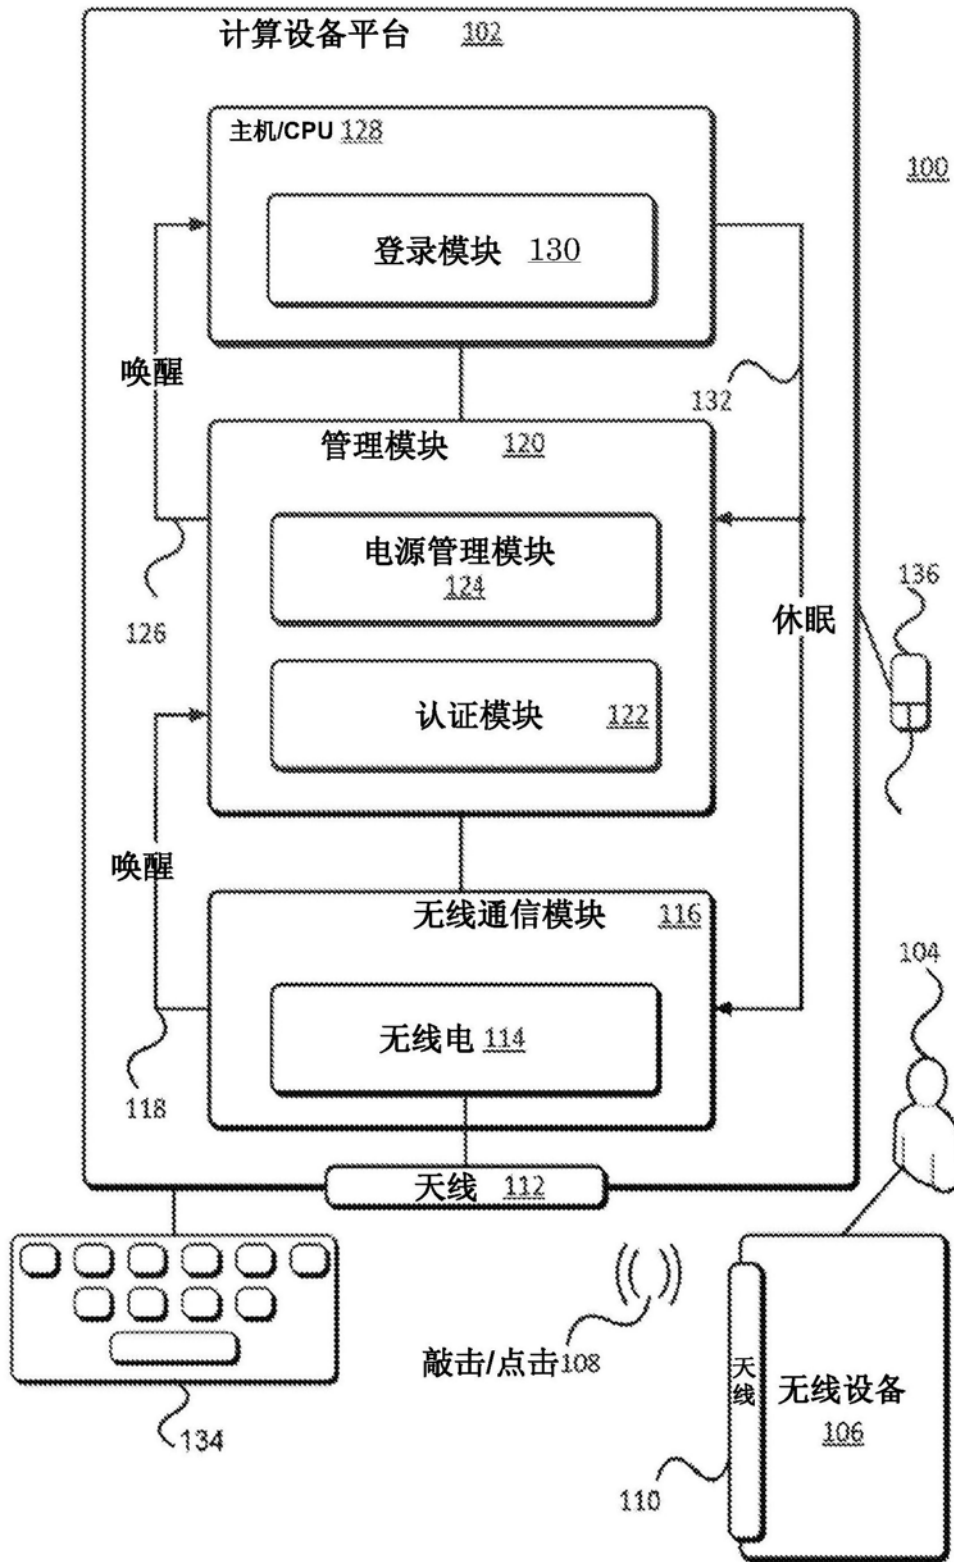 计算设备平台 102
主机/CPU 128
100
登录模块 130
唤醒
132
管理模块 120
电源管理模块
124
136
126
休眠
认证模块 122
唤醒
无线通信模块 116
104
无线电 114
118
天线 112
敲击/点击 108
天线
无线设备
106
134
110